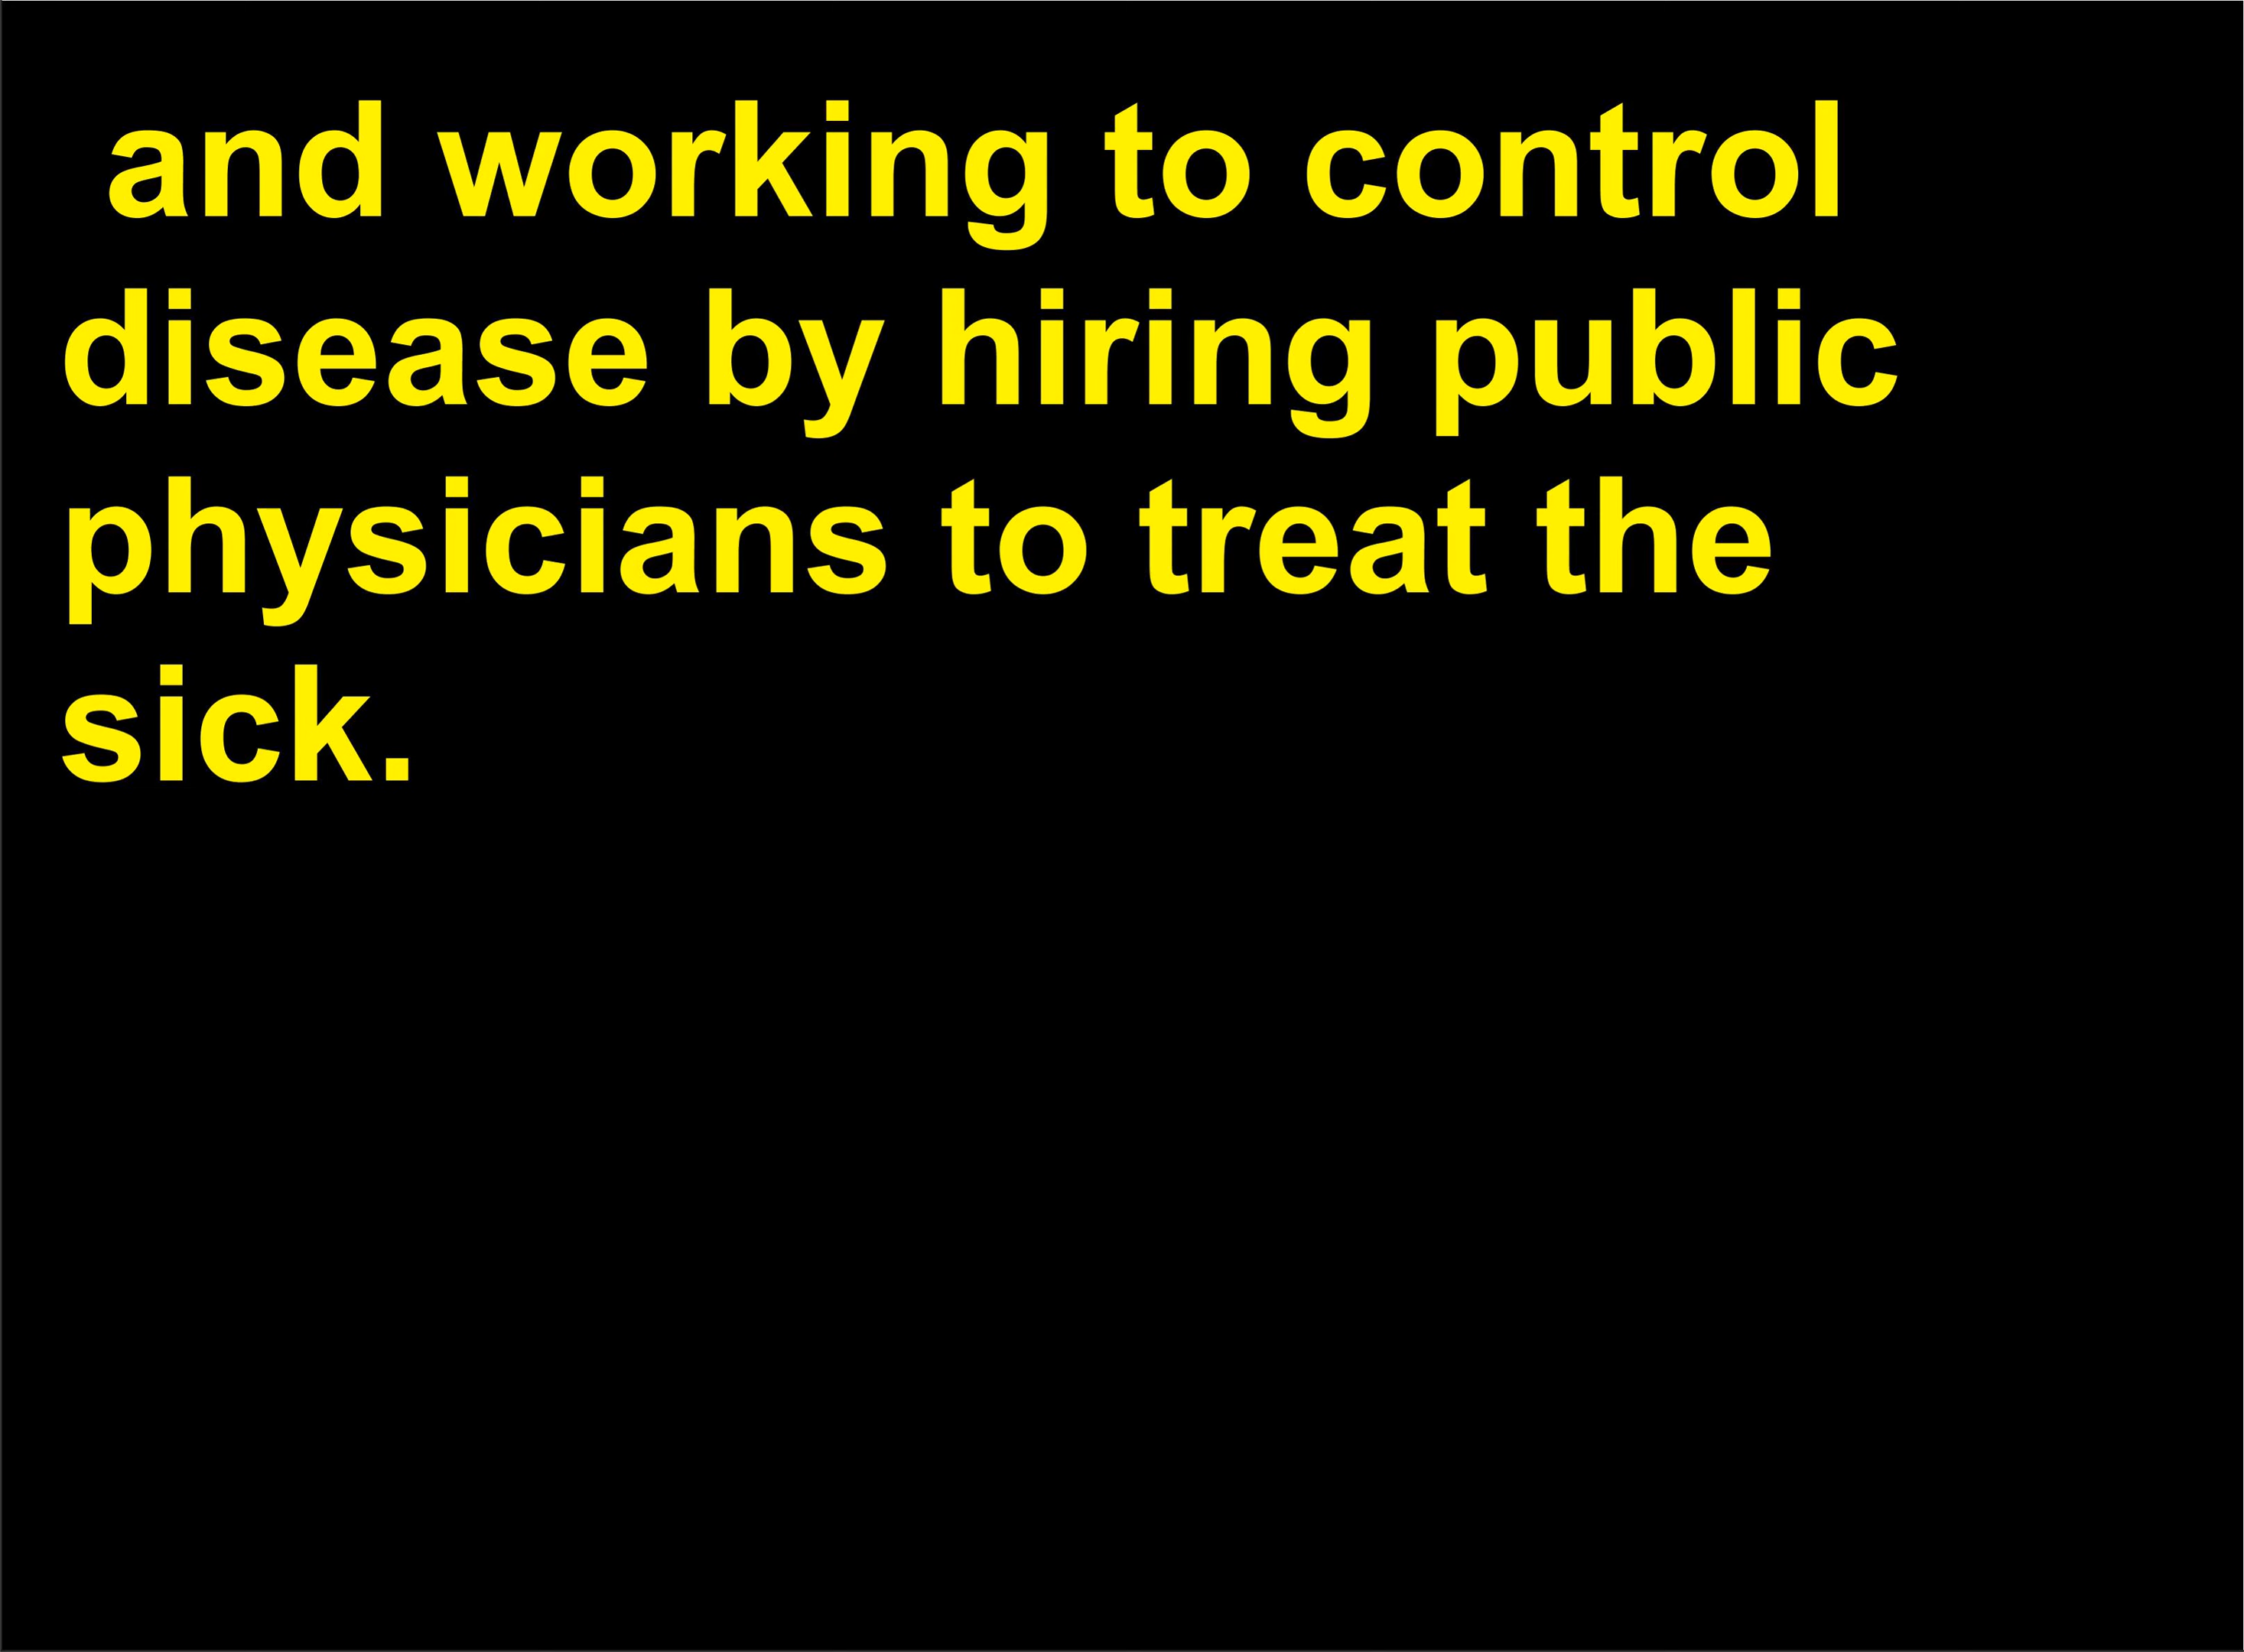 and working to control
disease by hiring public
physicians to treat the
sick.